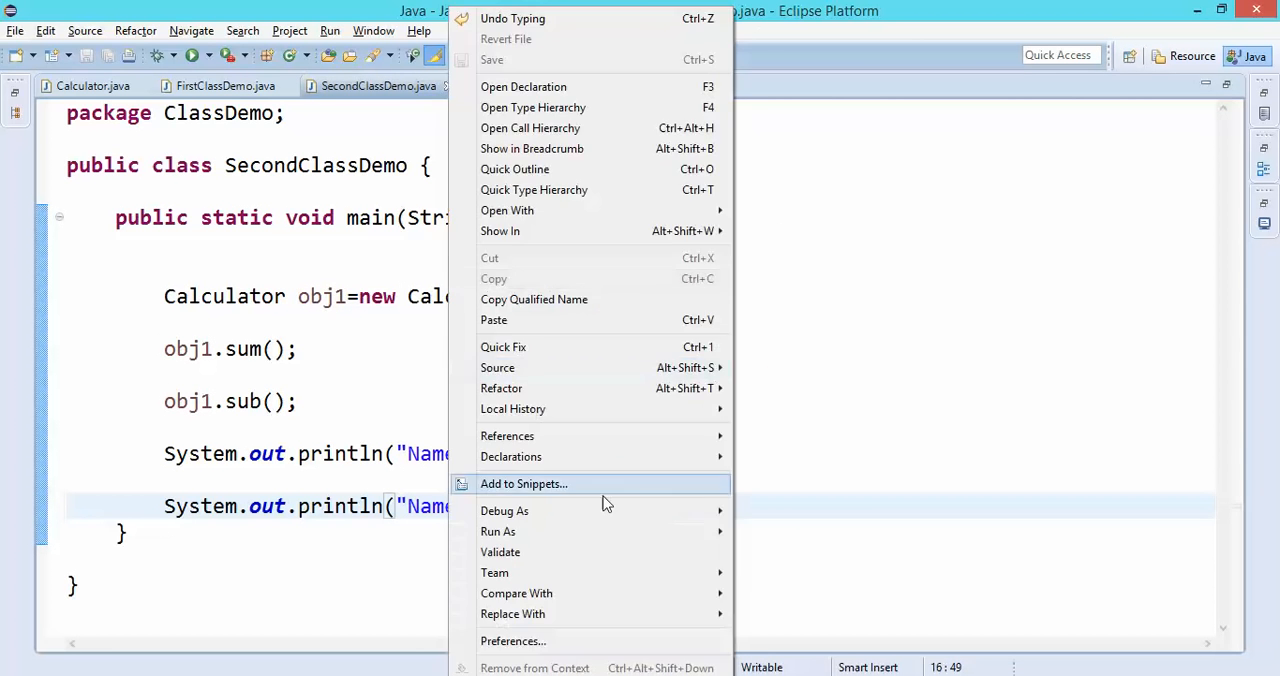 Java - Ja
o.java - Eclipse Platform
File Edit Source Refactor Navigate Search Project Run Window Help
Quick Access Resource Java
Calculator.java FirstClassDemo.java SecondClassDemo.java
package ClassDemo;
public class SecondClassDemo {
public static void main(Stri
Calculator obj1=new Calc
obj1.sum();
obj1.sub();
System.out.println("Name
System.out.println("Name
}
}
Undo Typing Ctrl+Z
Revert File
Save Ctrl+S
Open Declaration F3
Open Type Hierarchy F4
Open Call Hierarchy Ctrl+Alt+H
Show in Breadcrumb Alt+Shift+B
Quick Outline Ctrl+O
Quick Type Hierarchy Ctrl+T
Open With
Show In Alt+Shift+W
Cut Ctrl+X
Copy Ctrl+C
Copy Qualified Name
Paste Ctrl+V
Quick Fix Ctrl+1
Source Alt+Shift+S
Refactor Alt+Shift+T
Local History
References
Declarations
Add to Snippets...
Debug As
Run As
Validate
Team
Compare With
Replace With
Preferences...
Remove from Context Ctrl+Alt+Shift+Down
Writable Smart Insert 16 : 49